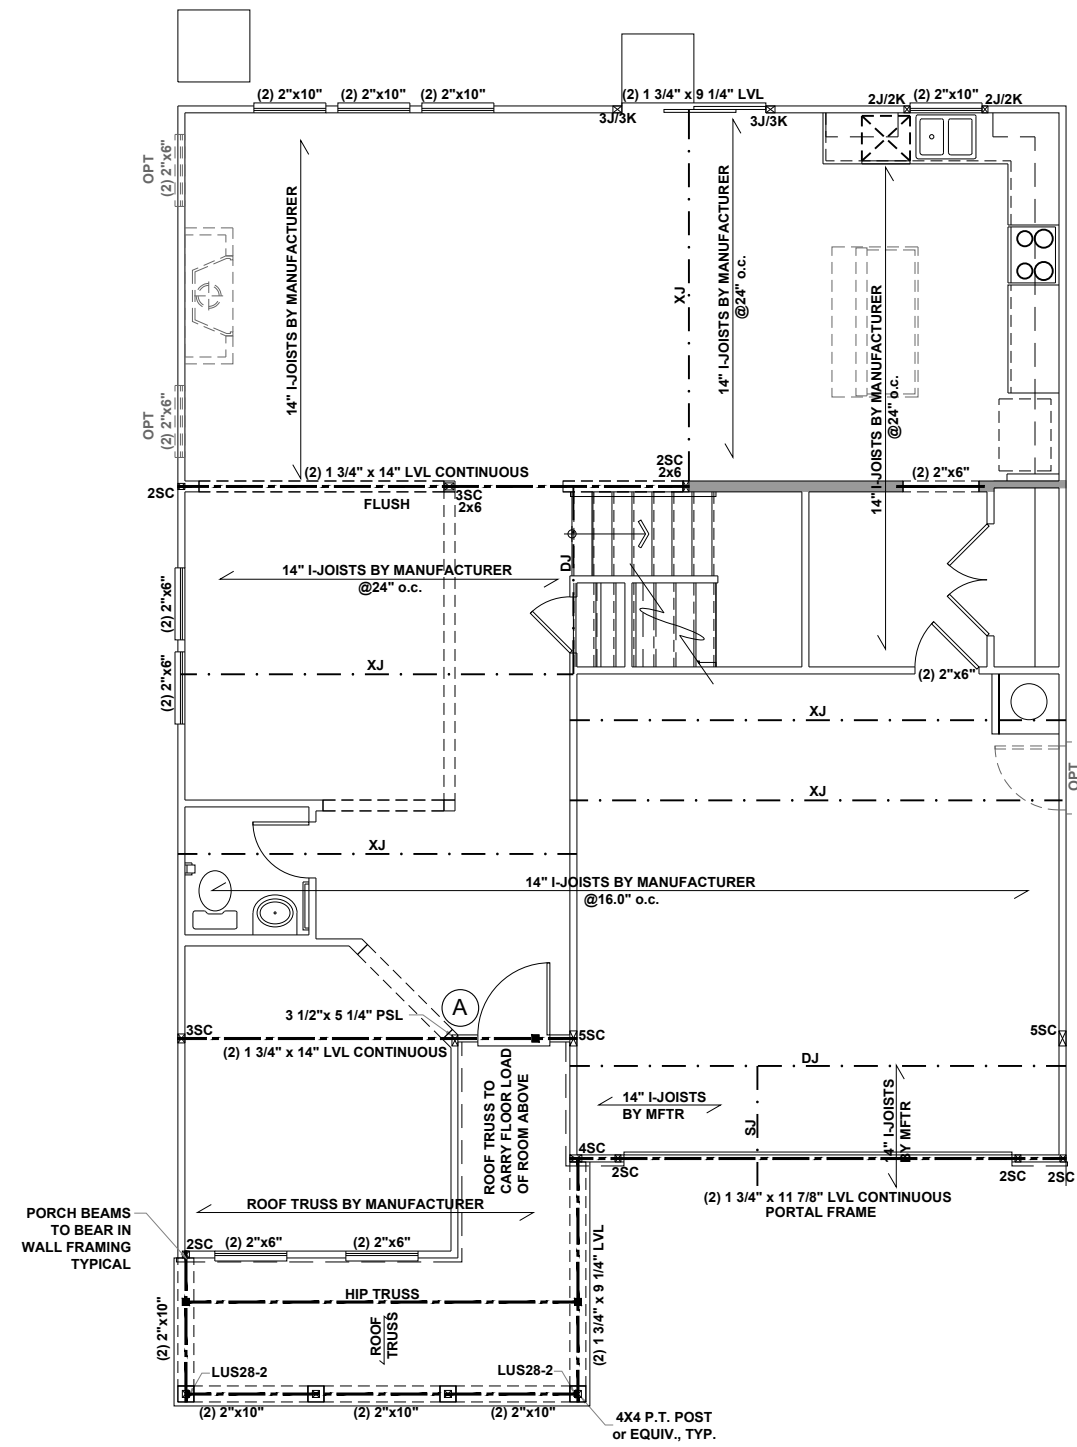 (2) 2"x10"
(2) 2"x10"
(2) 2"x10"
(2) 1 3/4" x 9 1/4" LVL
2J/2K
(2) 2"x10"
2J/2K
3J/3K
3J/3K
OPT
(2) 2"x6"
14" I-JOISTS BY MANUFACTURER
XJ
14" I-JOISTS BY MANUFACTURER
@24" o.c.
14" I-JOISTS BY MANUFACTURER
@24" o.c.
OPT
(2) 2"x6"
2SC
(2) 1 3/4" x 14" LVL CONTINUOUS
FLUSH
3SC
2x6
2SC
2x6
(2) 2"x6"
DJ
14" I-JOISTS BY MANUFACTURER
@24" o.c.
(2) 2"x6"
(2) 2"x6"
XJ
(2) 2"x6"
XJ
OPT
XJ
XJ
14" I-JOISTS BY MANUFACTURER
@16.0" o.c.
A
3 1/2"x 5 1/4" PSL
3SC
(2) 1 3/4" x 14" LVL CONTINUOUS
5SC
5SC
ROOF TRUSS TO
CARRY FLOOR LOAD
OF ROOM ABOVE
DJ
14" I-JOISTS
BY MFTR
SJ
14" I-JOISTS
BY MFTR
4SC
2SC
2SC
2SC
(2) 1 3/4" x 11 7/8" LVL CONTINUOUS
PORTAL FRAME
ROOF TRUSS BY MANUFACTURER
PORCH BEAMS
TO BEAR IN
WALL FRAMING
TYPICAL
2SC
(2) 2"x6"
(2) 2"x6"
(2) 1 3/4" x 9 1/4" LVL
HIP TRUSS
(2) 2"x10"
ROOF
TRUSS
LUS28-2
LUS28-2
(2) 2"x10"
(2) 2"x10"
(2) 2"x10"
4X4 P.T. POST
or EQUIV., TYP.